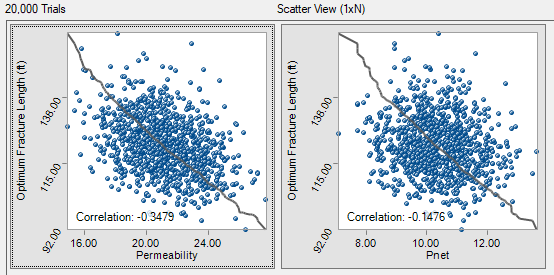 20,000 Trials
Scatter View (1xN)
Optimum Fracture Length (ft)
138.00
115.00
92.00
Correlation: -0.3479
16.00 20.00 24.00
Permeability
Optimum Fracture Length (ft)
138.00
115.00
92.00
Correlation: -0.1476
8.00 10.00 12.00
Pnet